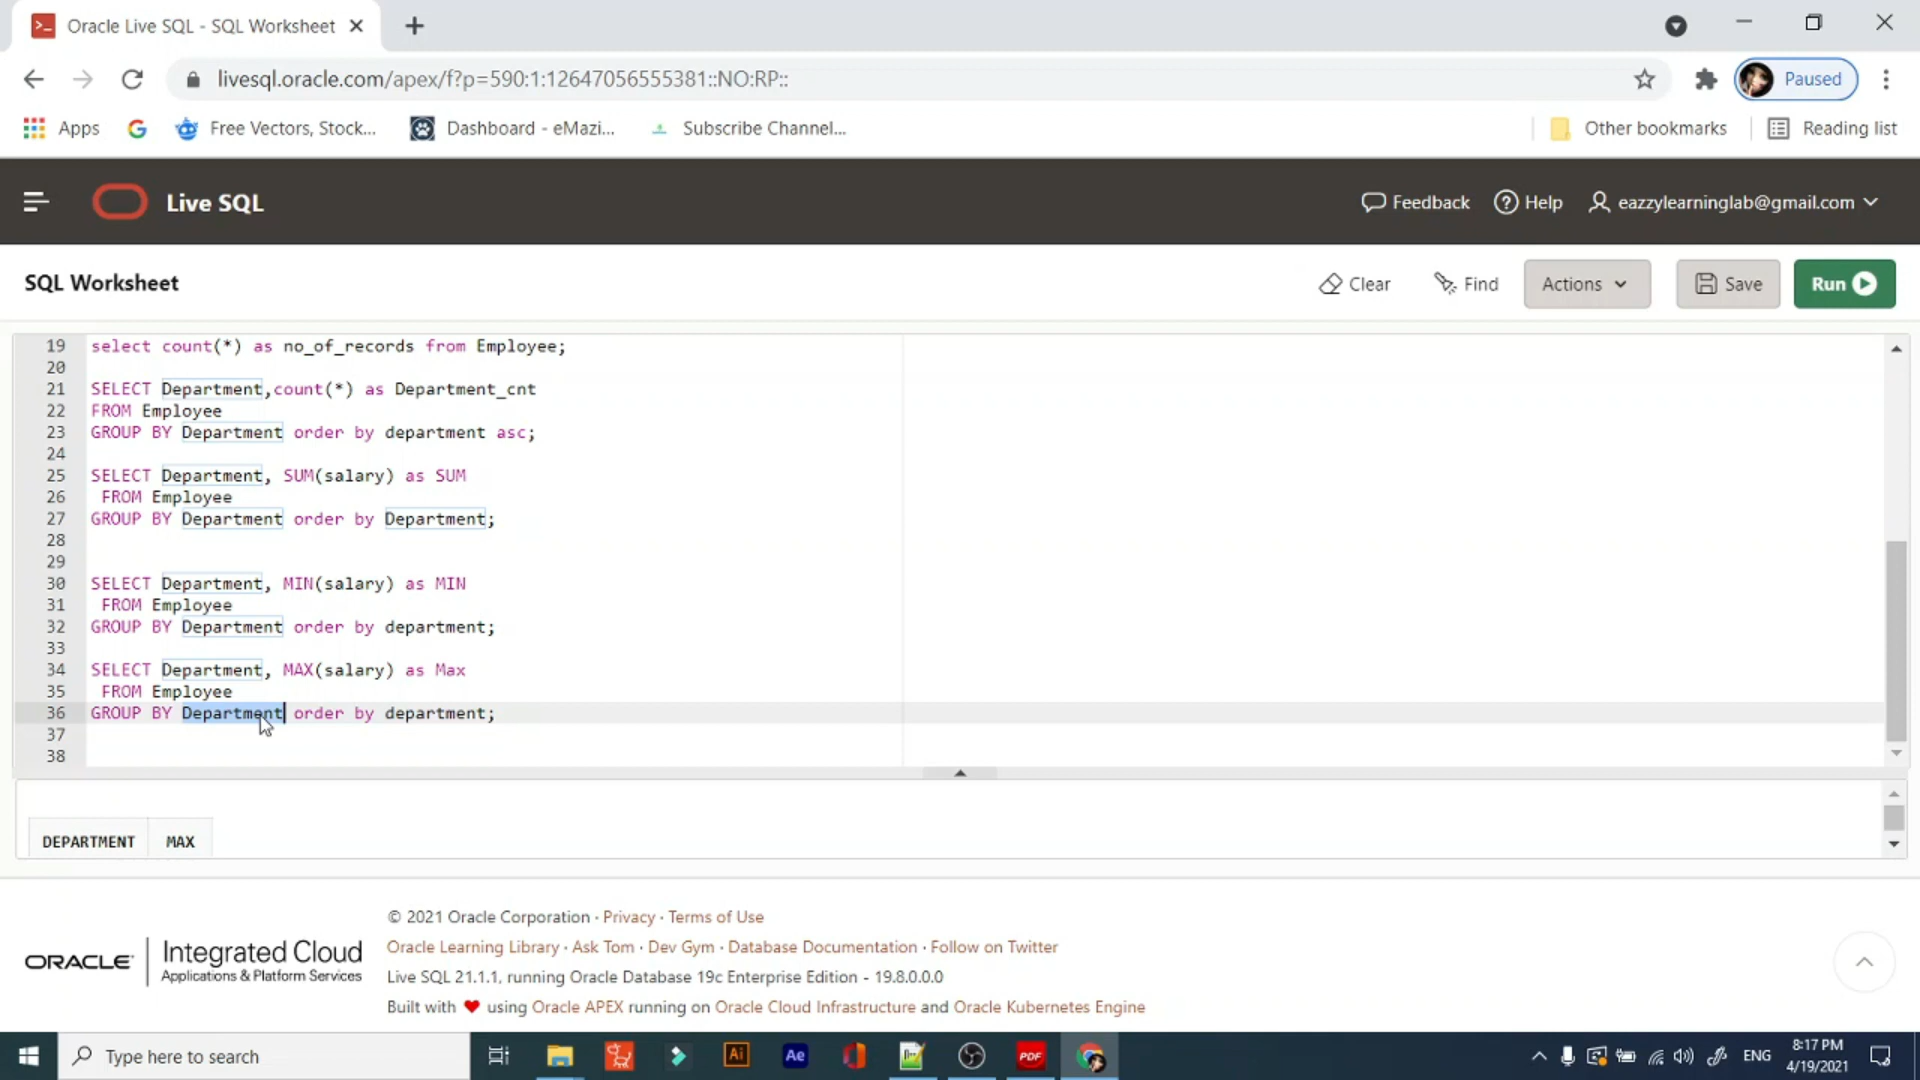 Oracle Live SQL - SQL Worksheet
livesql.oracle.com/apex/f?p=590:1:12647056555381::NO:RP::
Paused
Apps
Free Vectors, Stock...
Dashboard - eMazi...
Subscribe Channel...
Other bookmarks
Reading list
Live SQL
Feedback
Help
eazzylearninglab@gmail.com
SQL Worksheet
Clear
Find
Actions
Save
Run
19 select count(*) as no_of_records from Employee;
20
21 SELECT Department,count(*) as Department_cnt
22 FROM Employee
23 GROUP BY Department order by department asc;
24
25 SELECT Department, SUM(salary) as SUM
26 FROM Employee
27 GROUP BY Department order by Department;
28
29
30 SELECT Department, MIN(salary) as MIN
31 FROM Employee
32 GROUP BY Department order by department;
33
34 SELECT Department, MAX(salary) as Max
35 FROM Employee
36 GROUP BY Department order by department;
37
38
DEPARTMENT MAX
ORACLE
Integrated Cloud
Applications & Platform Services
© 2021 Oracle Corporation · Privacy · Terms of Use
Oracle Learning Library · Ask Tom · Dev Gym · Database Documentation · Follow on Twitter
Live SQL 21.1.1, running Oracle Database 19c Enterprise Edition - 19.8.0.0.0
Built with ❤ using Oracle APEX running on Oracle Cloud Infrastructure and Oracle Kubernetes Engine
Type here to search
Ai
Ae
PDF
ENG
8:17 PM
4/19/2021